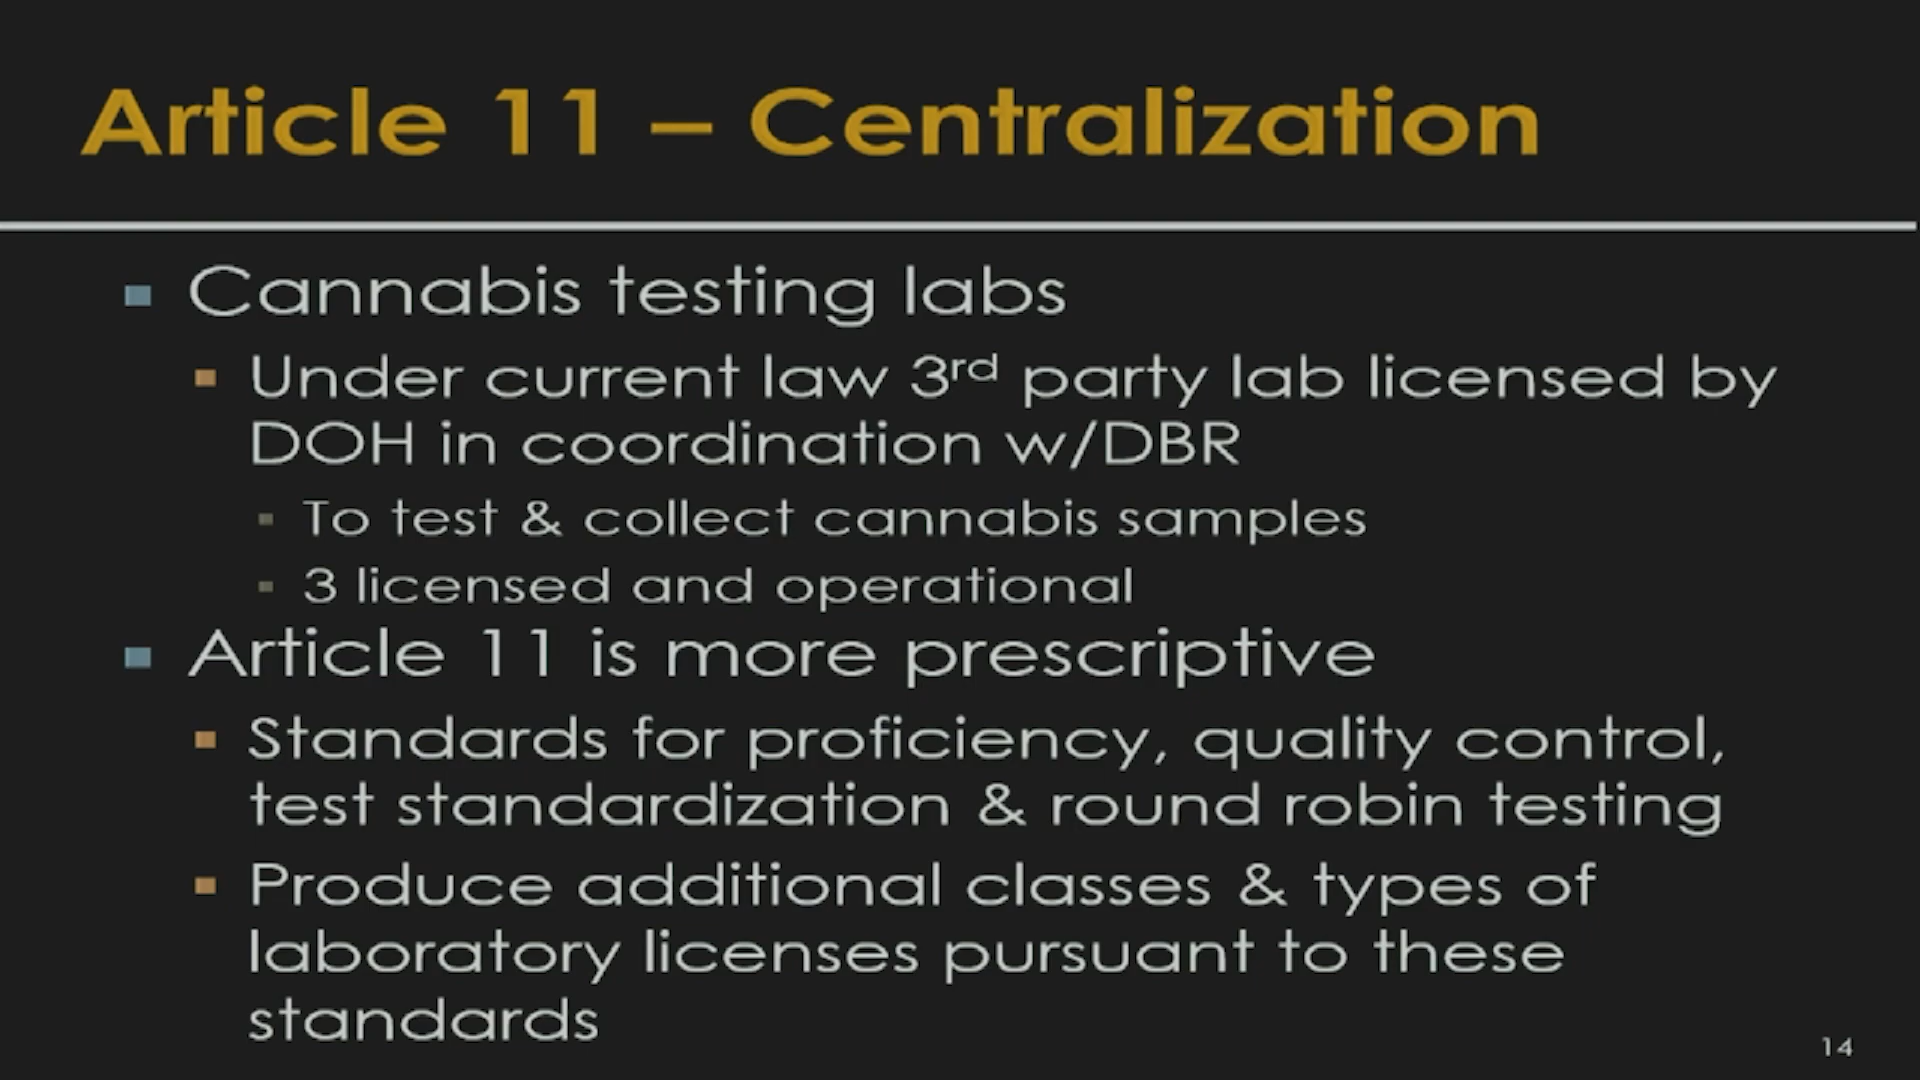 Article 11 – Centralization
Cannabis testing labs
Under current law 3rd party lab licensed by
DOH in coordination w/DBR
To test & collect cannabis samples
3 licensed and operational
Article 11 is more prescriptive
Standards for proficiency, quality control,
test standardization & round robin testing
Produce additional classes & types of
laboratory licenses pursuant to these
standards
14